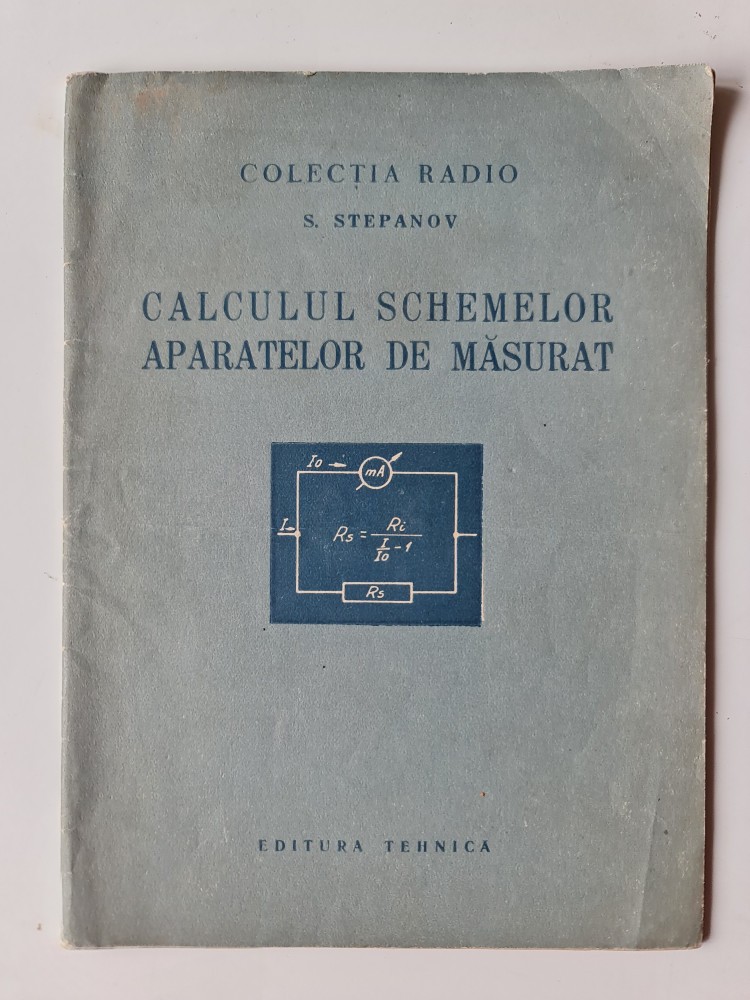 COLECȚIA RADIO
S. STEPANOV
CALCULUL SCHEMELOR
APARATELOR DE MĂSURAT
Io
mA
I
Rs = Ri / (I/Io - 1)
Rs
EDITURA TEHNICĂ